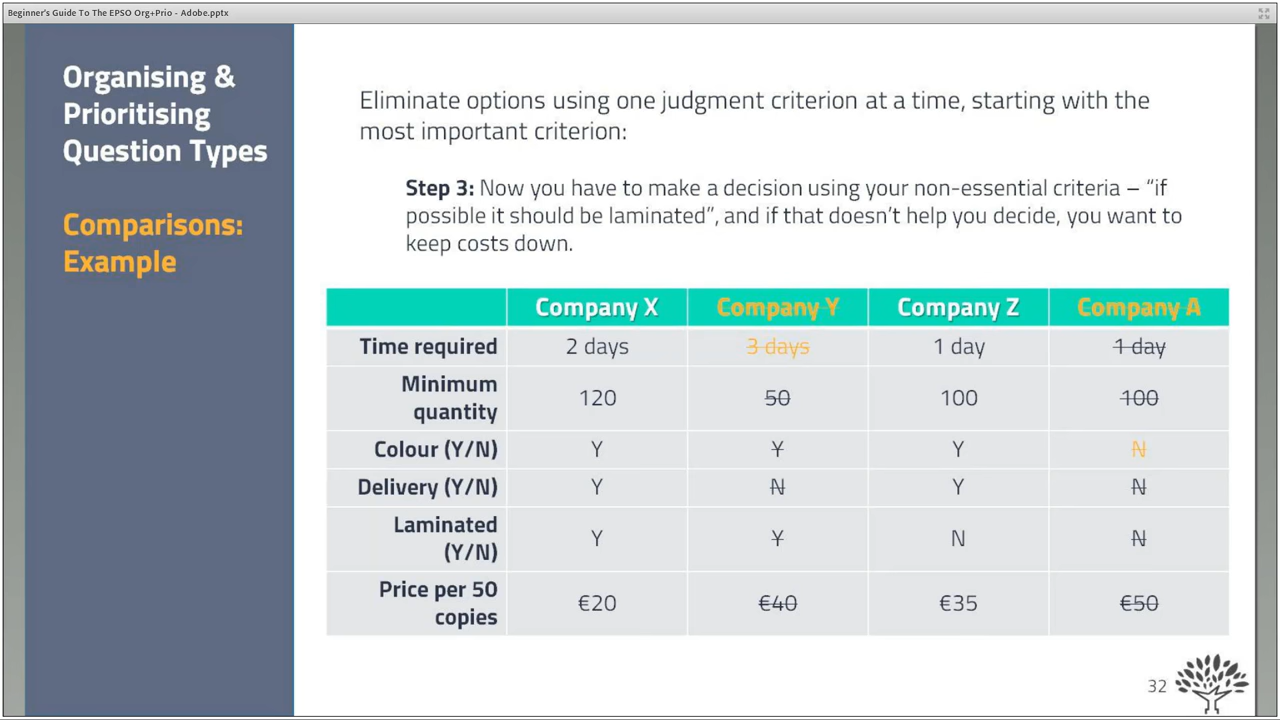 Beginner's Guide To The EPSO Org+Prio - Adobe.pptx
Organising &
Prioritising
Question Types
Comparisons:
Example
Eliminate options using one judgment criterion at a time, starting with the
most important criterion:
Step 3: Now you have to make a decision using your non-essential criteria – “if
possible it should be laminated”, and if that doesn’t help you decide, you want to
keep costs down.
Company X Company Y Company Z Company A
Time required 2 days 3 days 1 day 1 day
Minimum
quantity 120 50 100 100
Colour (Y/N) Y Y Y N
Delivery (Y/N) Y N Y N
Laminated
(Y/N) Y Y N N
Price per 50
copies €20 €40 €35 €50
32